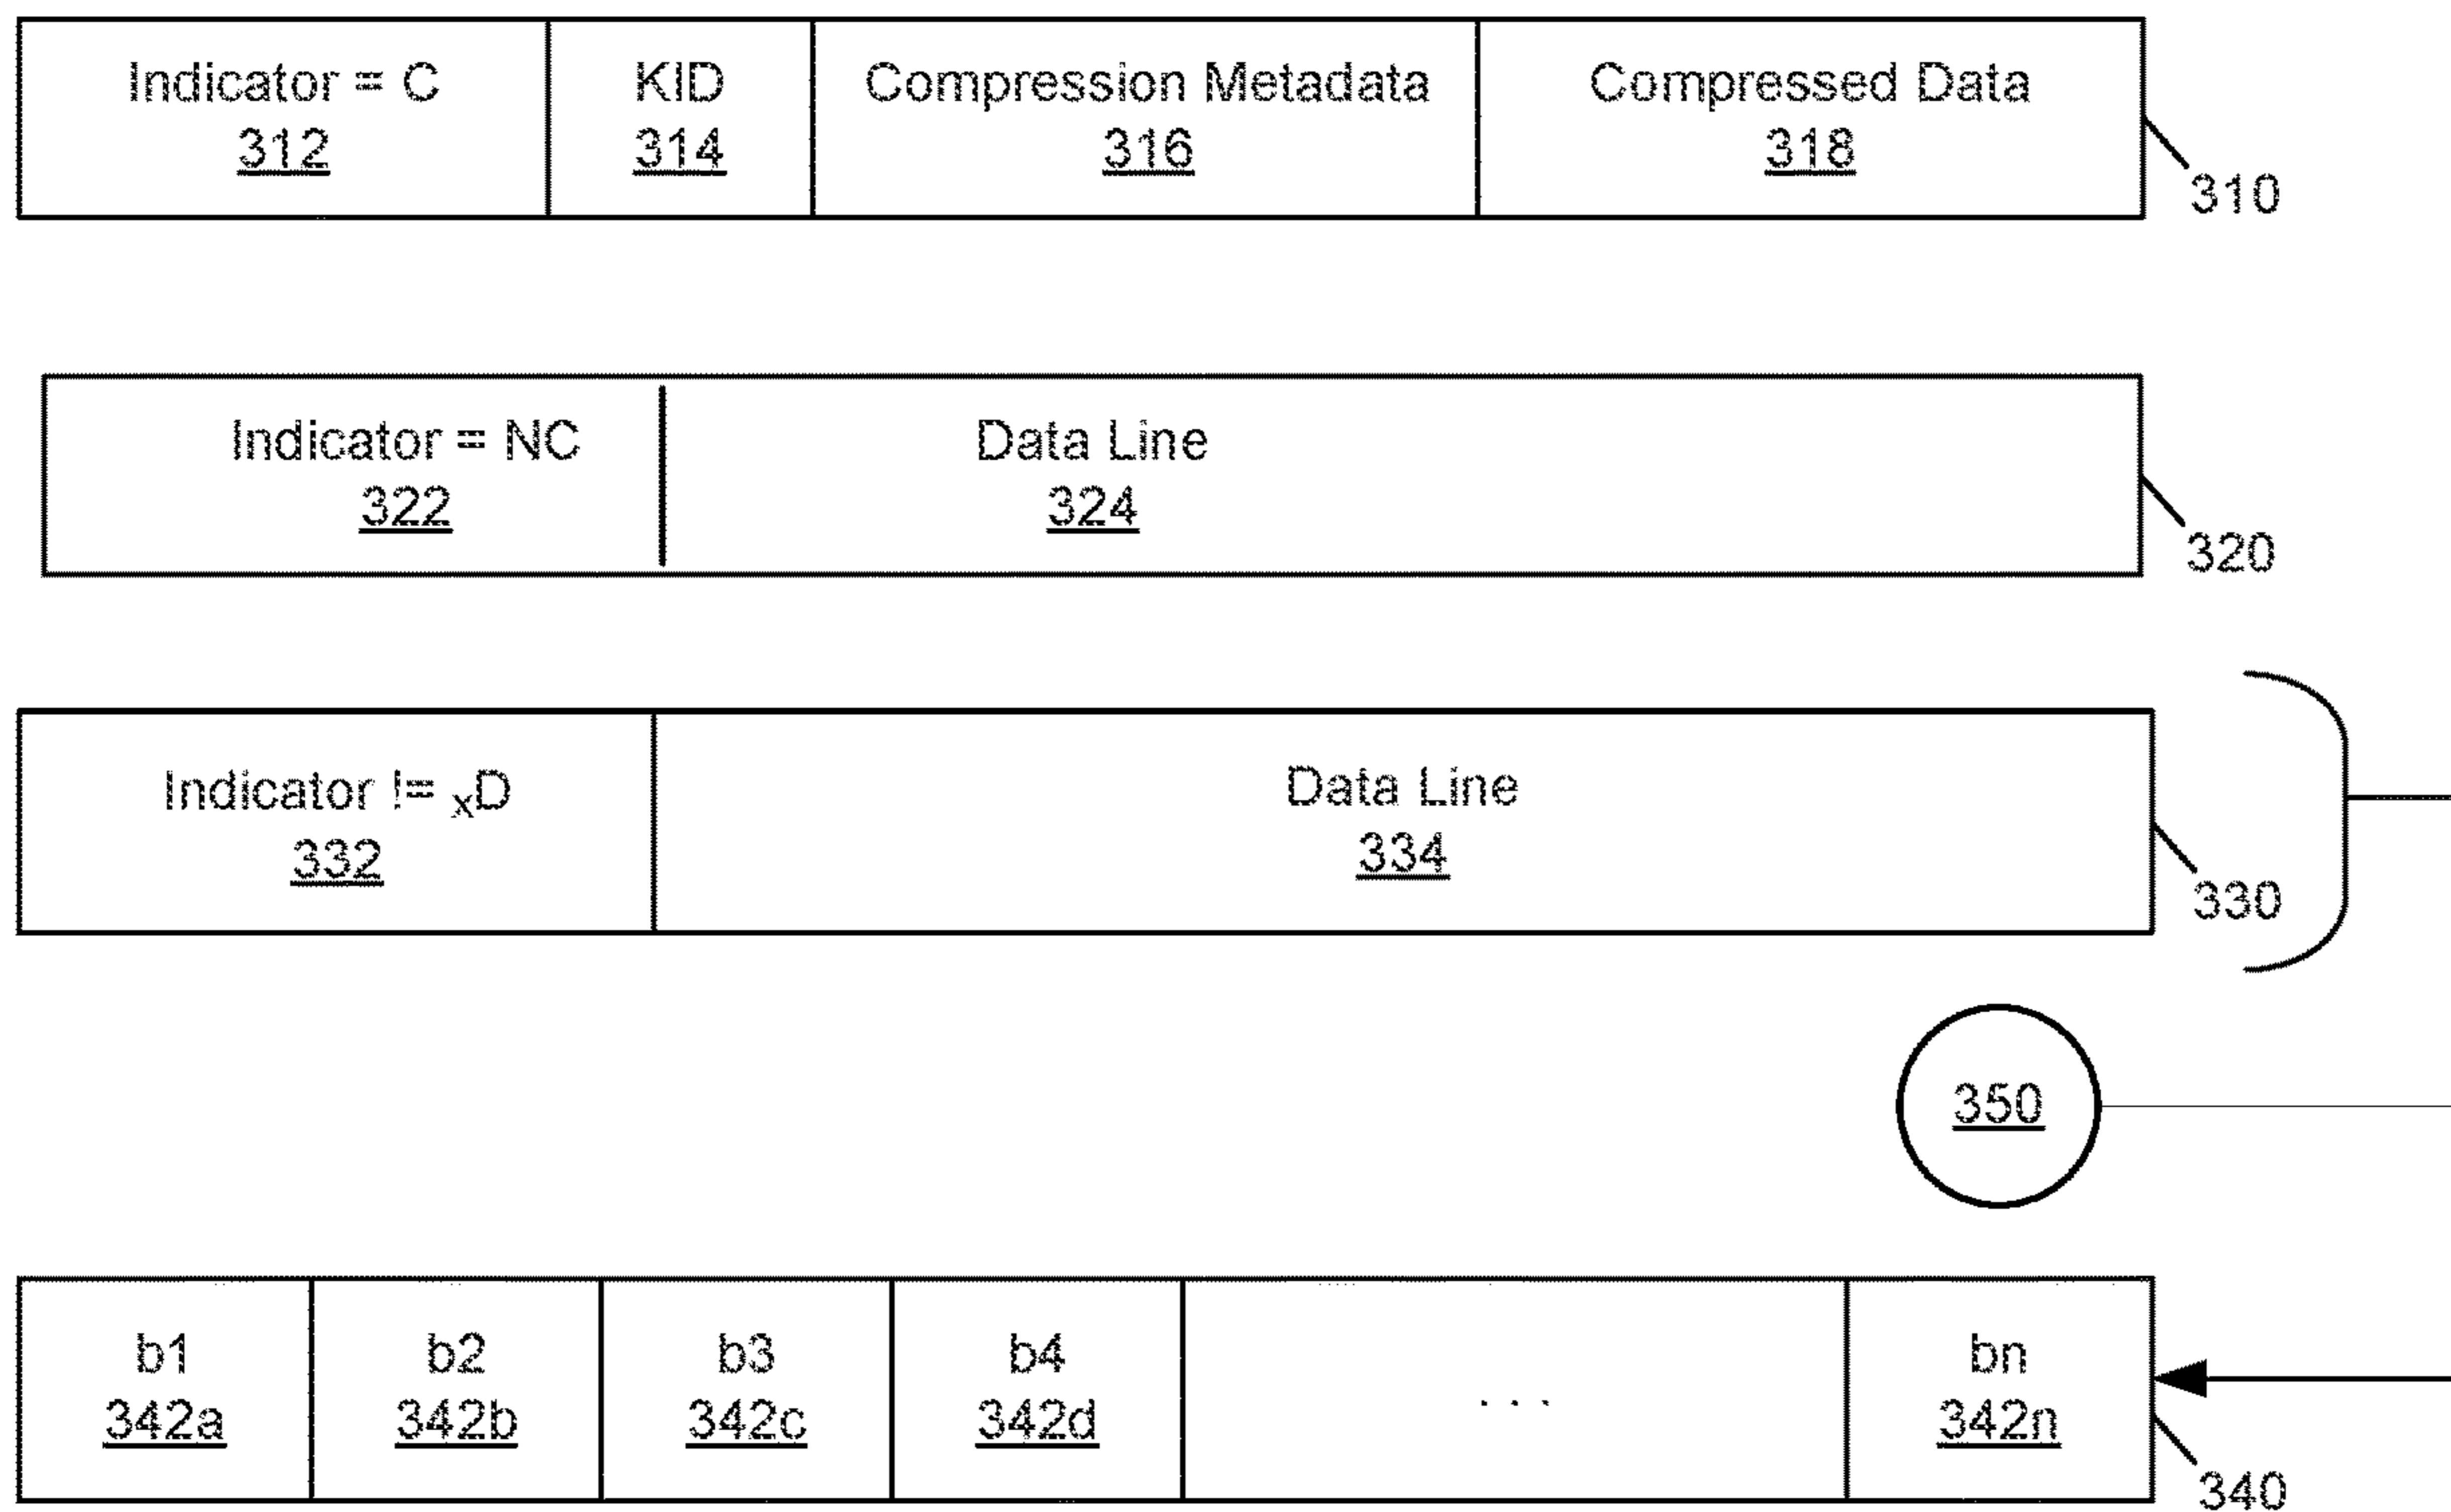 Indicator = C
312
KID
314
Compression Metadata
316
Compressed Data
318
310
Indicator = NC
322
Data Line
324
320
Indicator != xD
332
Data Line
334
330
350
b1
342a
b2
342b
b3
342c
b4
342d
. . .
bn
342n
340